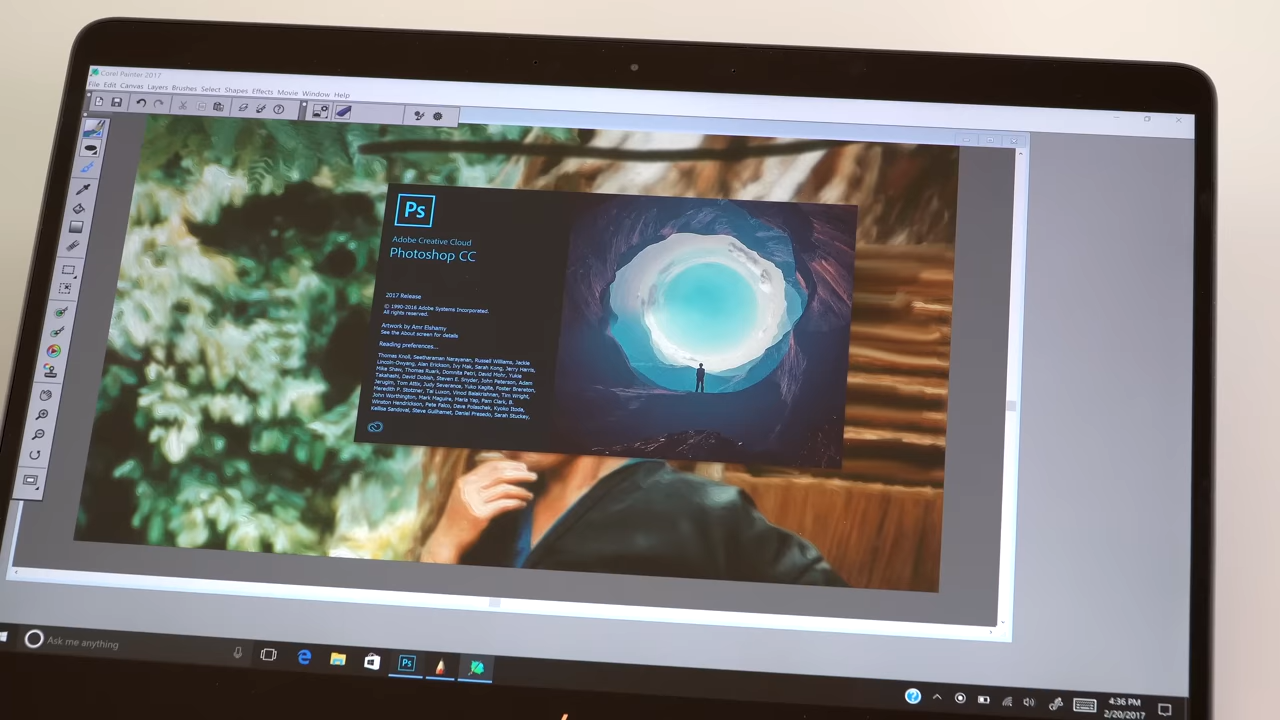 Corel Painter 2017
File Edit Canvas Layers Brushes Select Shapes Effects Movie Window Help
Ps
Adobe Creative Cloud
Photoshop CC
2017 Release
© 1990-2016 Adobe Systems Incorporated.
All rights reserved.
Artwork by Amr Elshamy
See the About screen for details
Reading preferences...
Thomas Knoll, Seetharaman Narayanan, Russell Williams, Jackie
Lincoln-Owyang, Alan Erickson, Ivy Mak, Sarah Kong, Jerry Harris,
Mike Shaw, Thomas Ruark, Domnita Petri, David Mohr, Yukie
Takahashi, David Dobish, Steven E. Snyder, John Peterson, Adam
Jerugim, Tom Attix, Judy Severance, Yuko Kagita, Foster Brereton,
Meredith P. Stotzner, Tai Luxon, Vinod Balakrishnan, Tim Wright,
John Worthington, Mark Maguire, Maria Yap, Pam Clark, B.
Winston Hendrickson, Pete Falco, Dave Polaschek, Kyoko Itoda,
Kellisa Sandoval, Steve Guilhamet, Daniel Presedo, Sarah Stuckey,
Ask me anything
Ps
4:36 PM
2/20/2017